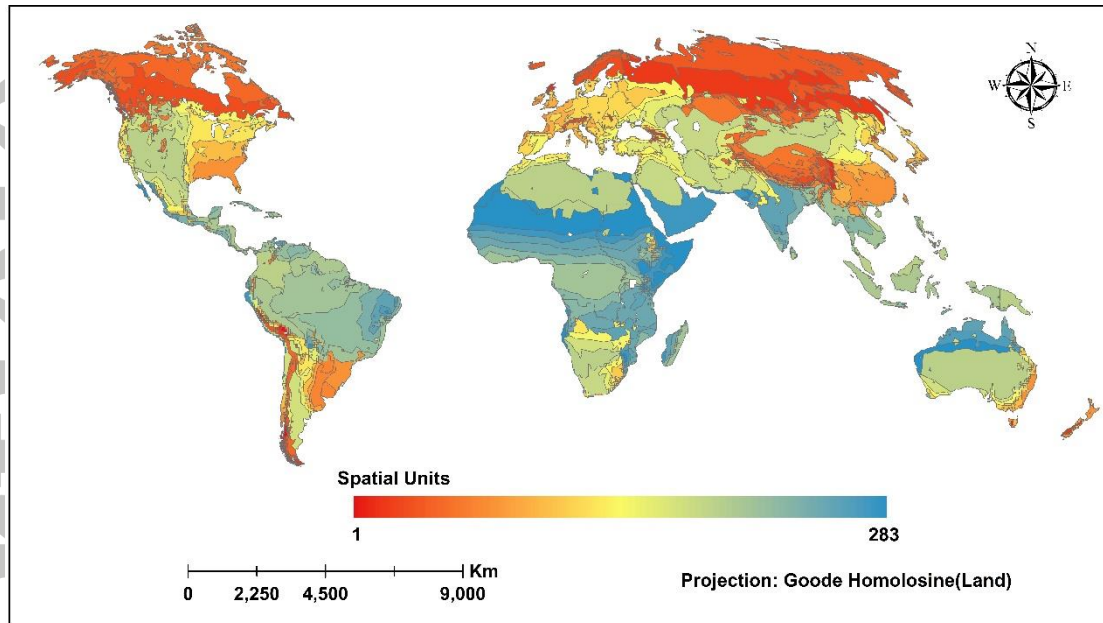 N
W E
S
Spatial Units
1 283
Km
0 2,250 4,500 9,000
Projection: Goode Homolosine(Land)